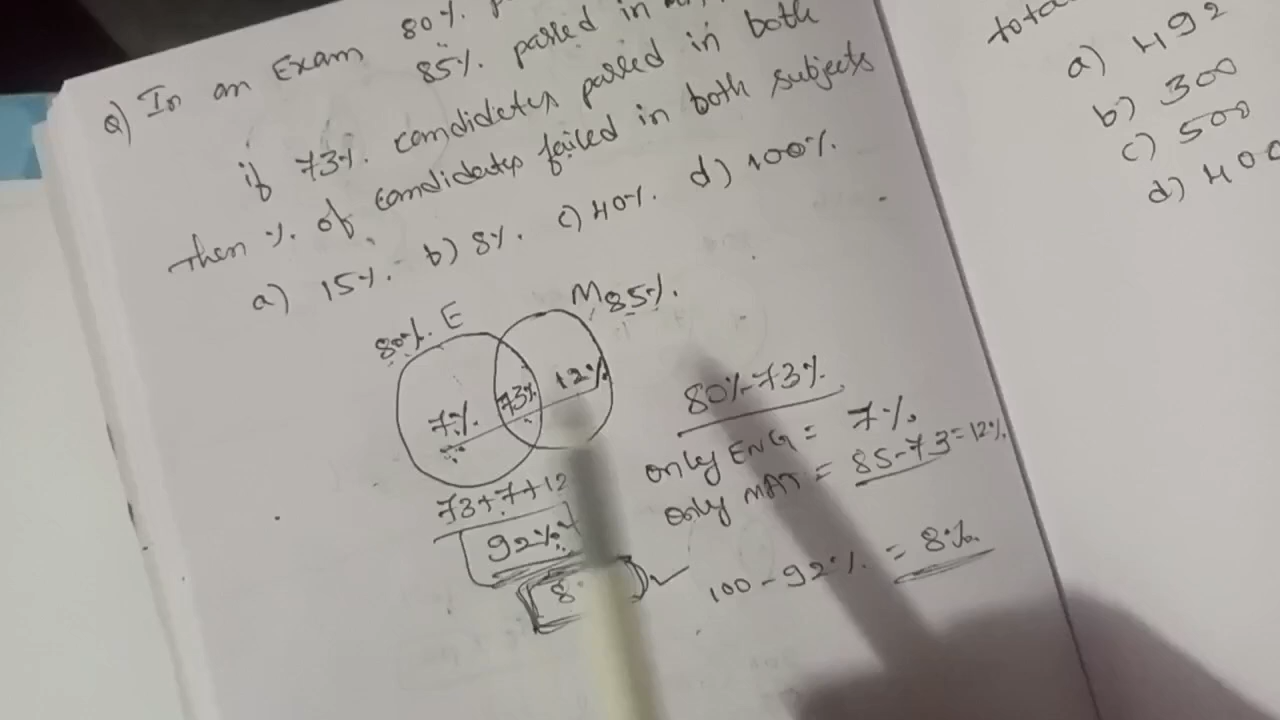 Q) In an Exam 80%.
85%. passed in
if 73%. candidates passed in both
then %. of candidates failed in both subjects
a) 15%. b) 8%. c) 40%. d) 100%.
80%. E
M 85%.
7%.
73%
12%
73+7+12
92%
8
80%-73%
only ENG = 7%
only MAT = 85-73=12%
100-92%. = 8%
total
a) 492
b) 300
c) 500
d) 400